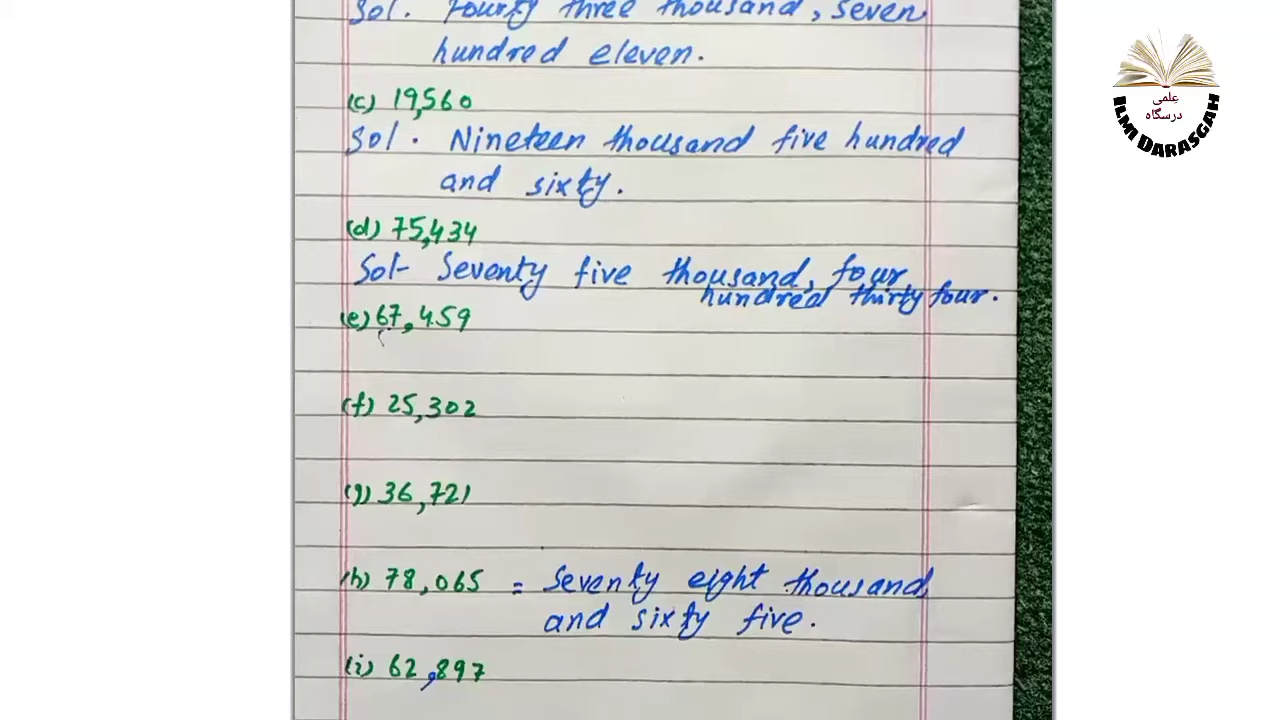 Sol. Fourty three thousand, seven
hundred eleven.
(c) 19,560
Sol. Nineteen thousand five hundred
and sixty.
(d) 75,434
Sol- Seventy five thousand, four
hundred thirty four.
(e) 67,459
(f) 25,302
(g) 36,721
(h) 78,065 = Seventy eight thousand,
and sixty five.
(i) 62,897
علمی
درسگاہ
ILMI DARASGAH